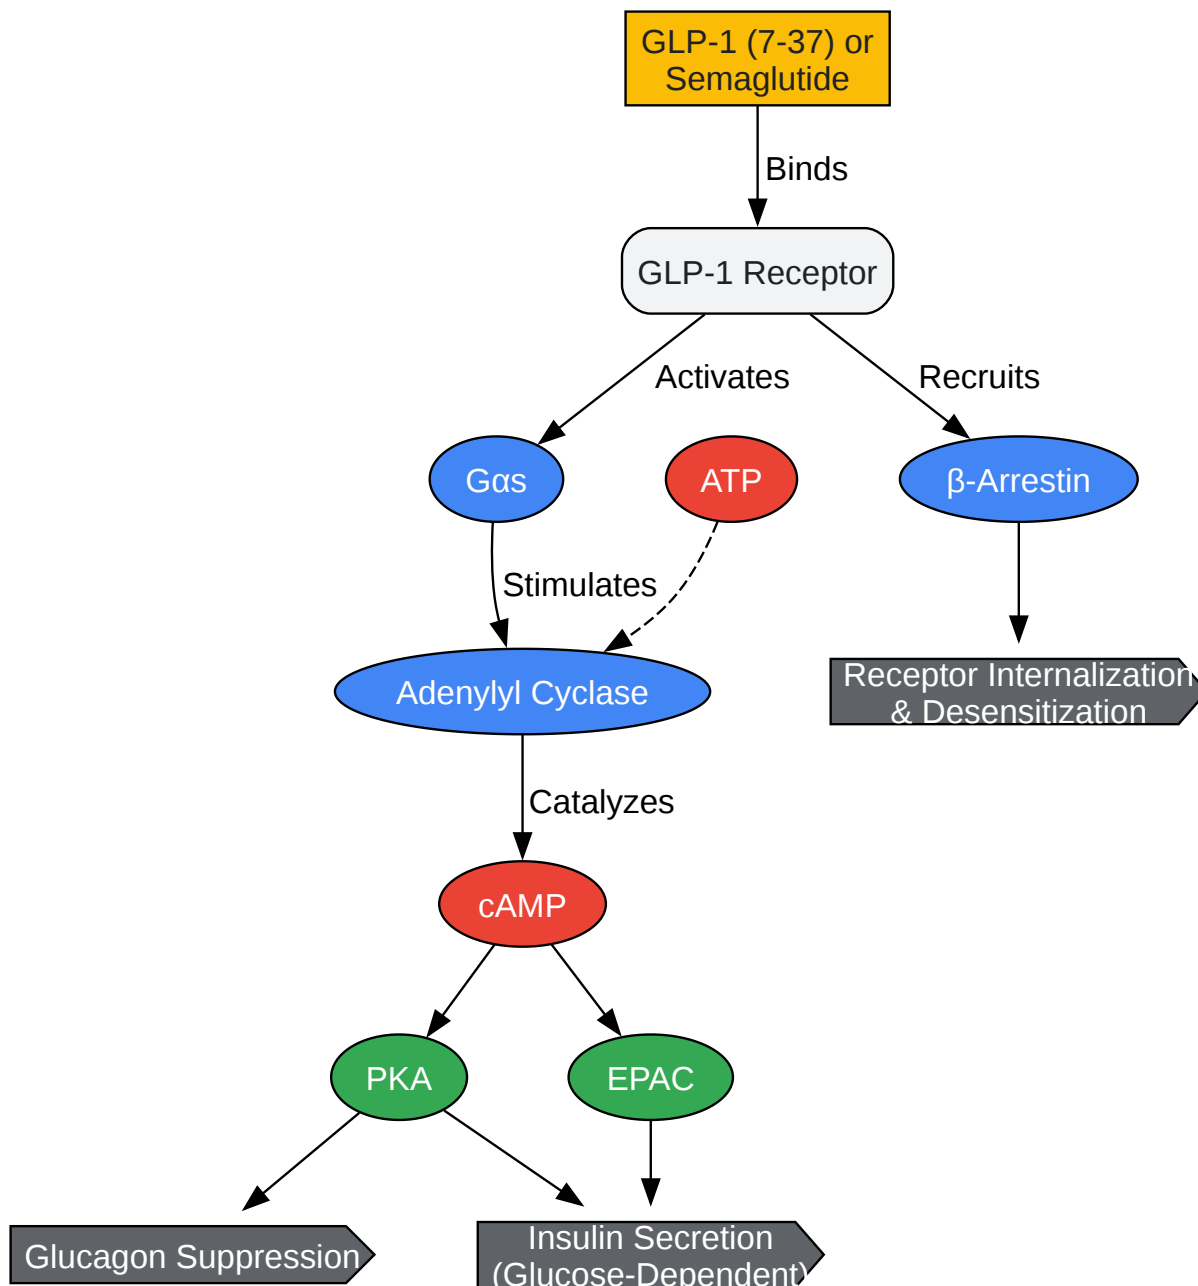 GLP-1 (7-37) or
Semaglutide
Binds
GLP-1 Receptor
Activates
Recruits
Gαs
ATP
β-Arrestin
Stimulates
Receptor Internalization
& Desensitization
Adenylyl Cyclase
Catalyzes
cAMP
PKA
EPAC
Glucagon Suppression
Insulin Secretion
(Glucose-Dependent)